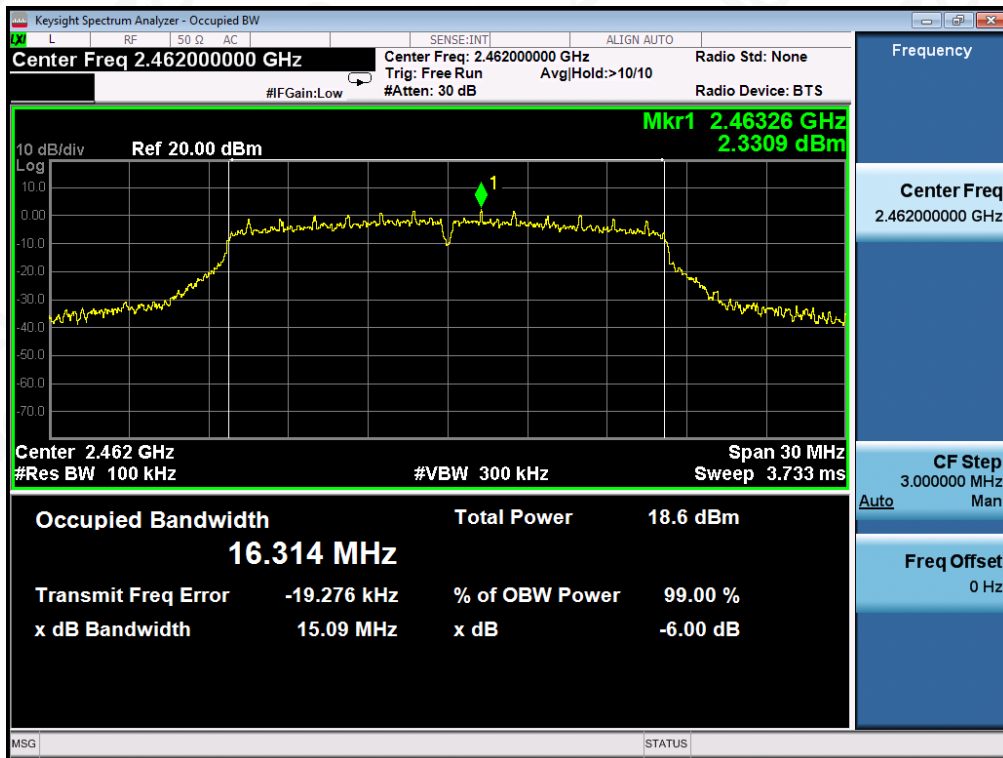 LXI Keysight Spectrum Analyzer - Occupied BW
L RF 50 Ω AC SENSE:INT ALIGN AUTO
Center Freq 2.462000000 GHz
#IFGain:Low
Center Freq: 2.462000000 GHz
Trig: Free Run Avg|Hold:>10/10
#Atten: 30 dB
Radio Std: None
Radio Device: BTS
Mkr1 2.46326 GHz
2.3309 dBm
10 dB/div Ref 20.00 dBm
Log
10.0
0.00
-10.0
-20.0
-30.0
-40.0
-50.0
-60.0
-70.0
1
Center 2.462 GHz Span 30 MHz
#Res BW 100 kHz #VBW 300 kHz Sweep 3.733 ms
Occupied Bandwidth Total Power 18.6 dBm
16.314 MHz
Transmit Freq Error -19.276 kHz % of OBW Power 99.00 %
x dB Bandwidth 15.09 MHz x dB -6.00 dB
MSG STATUS
Frequency
Center Freq
2.462000000 GHz
CF Step
3.000000 MHz
Auto Man
Freq Offset
0 Hz